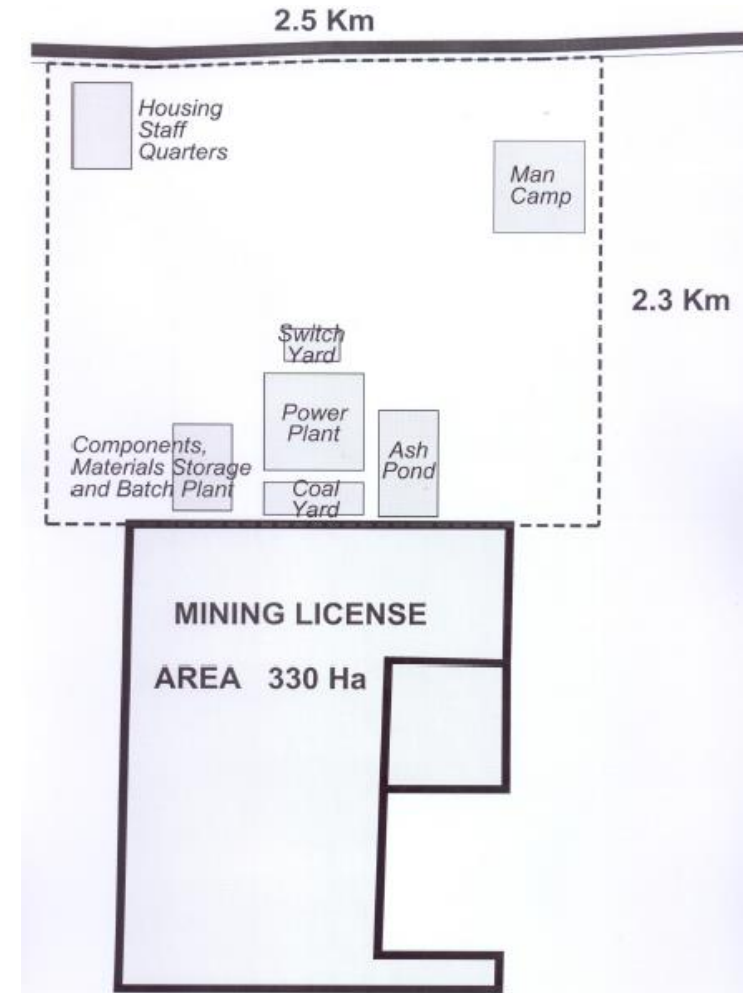 2.5 Km
Housing
Staff
Quarters
Man
Camp
2.3 Km
Switch
Yard
Power
Plant
Components,
Materials Storage
and Batch Plant
Ash
Pond
Coal
Yard
MINING LICENSE
AREA 330 Ha